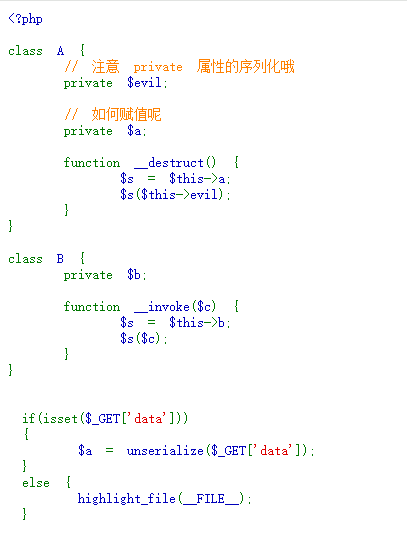 <?php
class A {
// 注意 private 属性的序列化哦
private $evil;
// 如何赋值呢
private $a;
function __destruct() {
$s = $this->a;
$s($this->evil);
}
}
class B {
private $b;
function __invoke($c) {
$s = $this->b;
$s($c);
}
}
if(isset($_GET['data']))
{
$a = unserialize($_GET['data']);
}
else {
highlight_file(__FILE__);
}